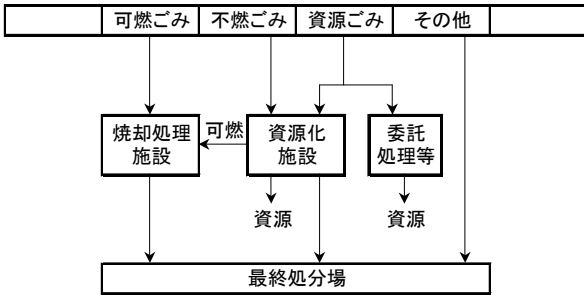 可燃ごみ 不燃ごみ 資源ごみ その他
焼却処理
施設
可燃
資源化
施設
委託
処理等
資源
資源
最終処分場